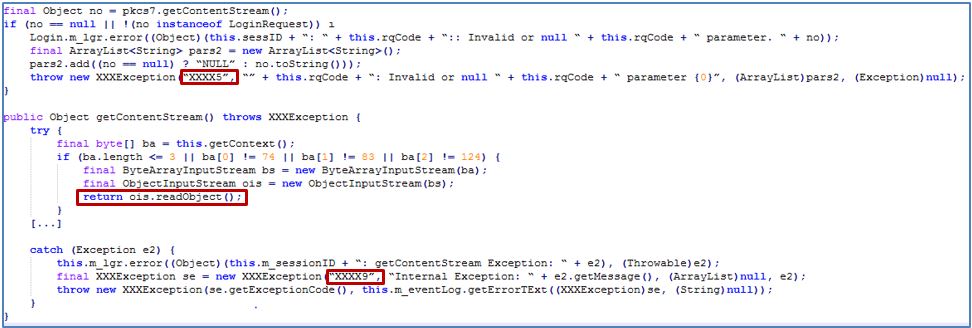 final Object no = pkcs7.getContentStream();
if (no == null || !(no instanceof LoginRequest)) ı
Login.m_lgr.error((Object)(this.sessID + “: “ + this.rqCode + “:: Invalid or null “ + this.rqCode + “ parameter. “ + no));
final ArrayList<String> pars2 = new ArrayList<String>();
pars2.add((no == null) ? “NULL” : no.toString()));
throw new XXXException(“XXXX5”, “” + this.rqCode + “: Invalid or null “ + this.rqCode + “ parameter {0}”, (ArrayList)pars2, (Exception)null);
}
public Object getContentStream() throws XXXException {
try {
final byte[] ba = this.getContext();
if (ba.length <= 3 || ba[0] != 74 || ba[1] != 83 || ba[2] != 124) {
final ByteArrayInputStream bs = new ByteArrayInputStream(ba);
final ObjectInputStream ois = new ObjectInputStream(bs);
return ois.readObject();
}
[...]
catch (Exception e2) {
this.m_lgr.error((Object)(this.m_sessionID + “: getContentStream Exception: “ + e2), (Throwable)e2);
final XXXException se = new XXXException(“XXXX9”, “Internal Exception: “ + e2.getMessage(), (ArrayList)null, e2);
throw new XXXException(se.getExceptionCode(), this.m_eventLog.getErrorTExt((XXXException)se, (String)null));
}
}